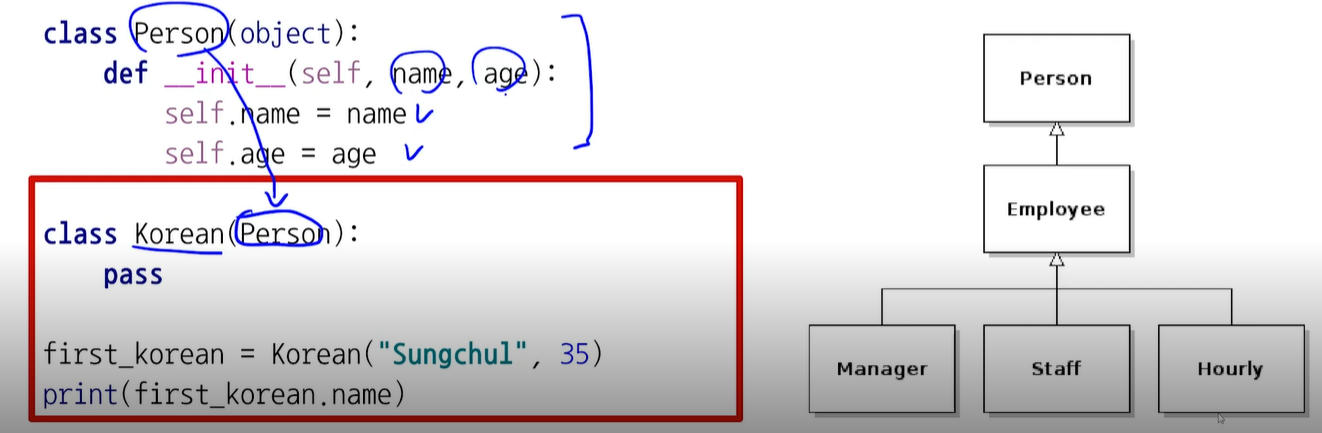 class Person(object):
    def __init__(self, name, age):
        self.name = name
        self.age = age
class Korean(Person):
    pass
first_korean = Korean("Sungchul", 35)
print(first_korean.name)
Person
Employee
Manager
Staff
Hourly